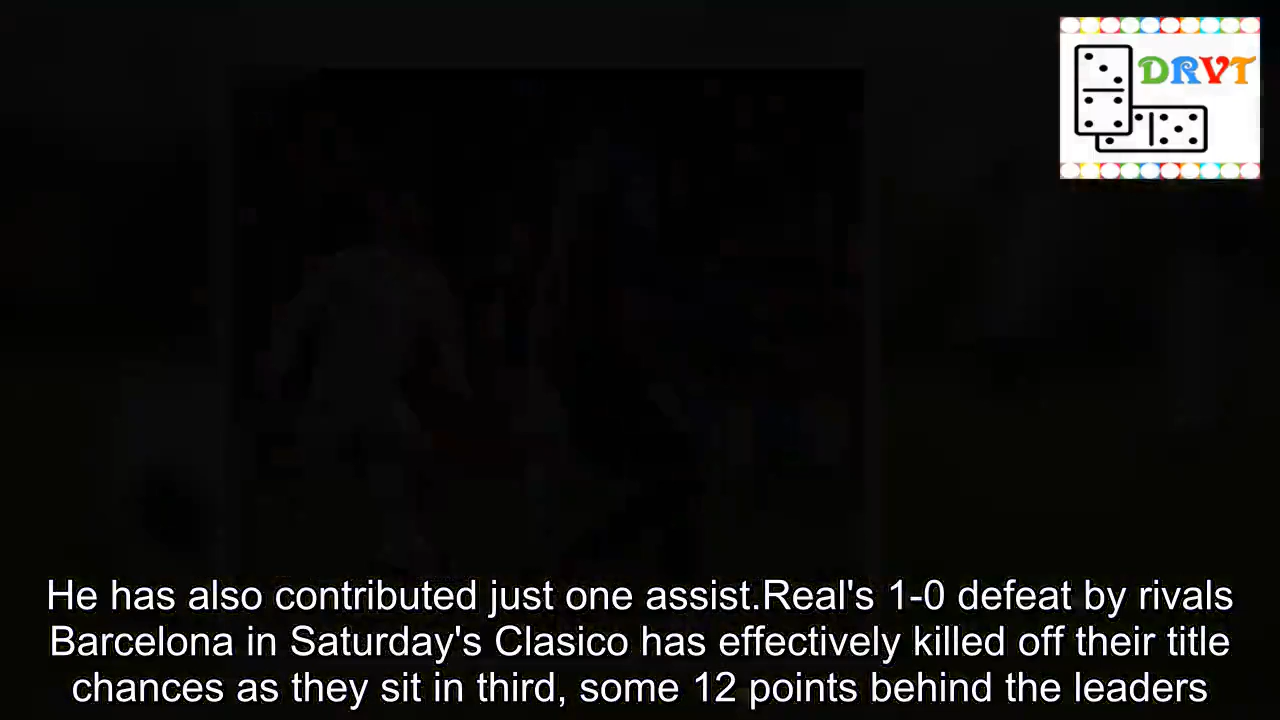 DRVT
He has also contributed just one assist.Real's 1-0 defeat by rivals
Barcelona in Saturday's Clasico has effectively killed off their title
chances as they sit in third, some 12 points behind the leaders